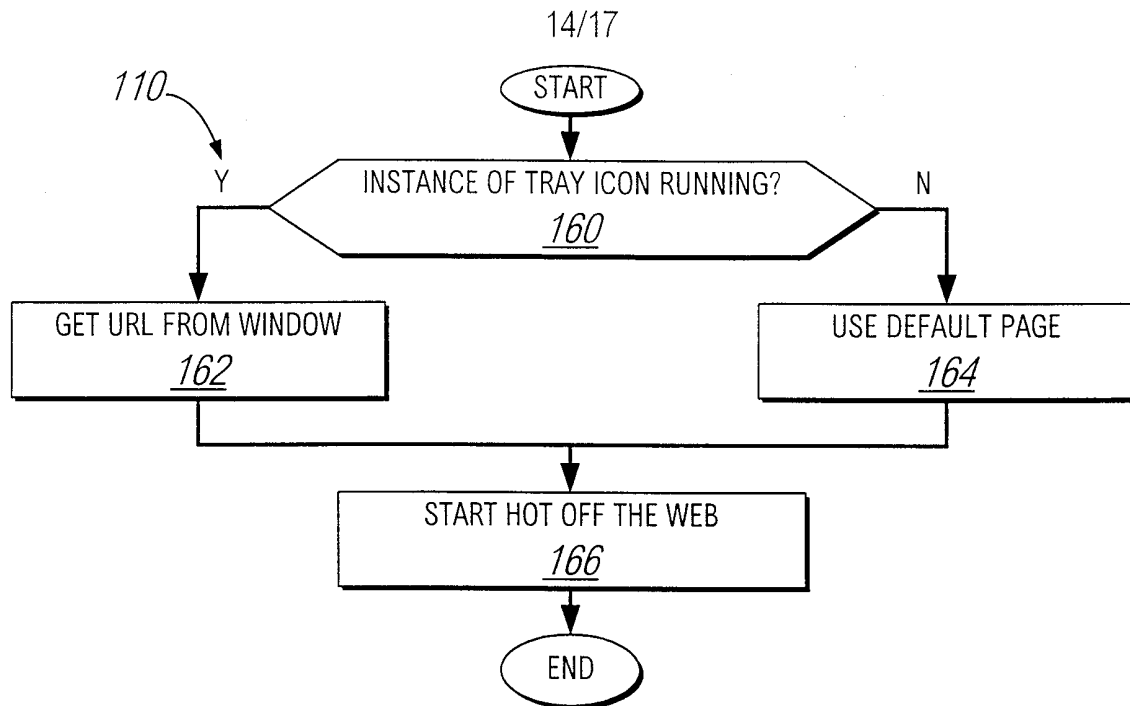 14/17
START
110
Y
INSTANCE OF TRAY ICON RUNNING?
N
160
GET URL FROM WINDOW
162
USE DEFAULT PAGE
164
START HOT OFF THE WEB
166
END